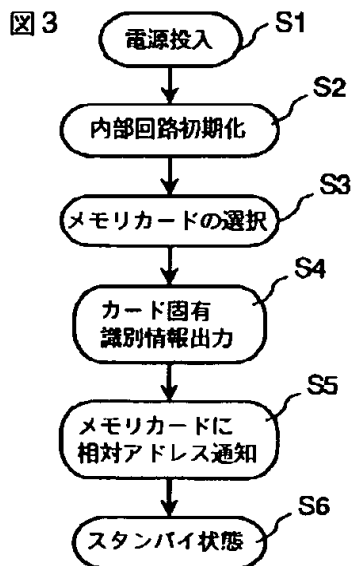 図3
電源投入
S1
内部回路初期化
S2
メモリカードの選択
S3
カード固有
識別情報出力
S4
メモリカードに
相対アドレス通知
S5
スタンバイ状態
S6